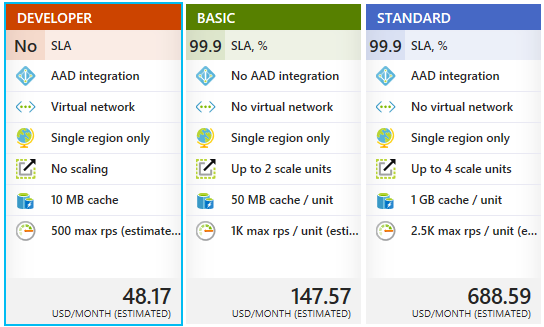 DEVELOPER
No SLA
AAD integration
Virtual network
Single region only
No scaling
10 MB cache
500 max rps (estimate...
48.17
USD/MONTH (ESTIMATED)
BASIC
99.9 SLA, %
No AAD integration
No virtual network
Single region only
Up to 2 scale units
50 MB cache / unit
1K max rps / unit (esti...
147.57
USD/MONTH (ESTIMATED)
STANDARD
99.9 SLA, %
AAD integration
No virtual network
Single region only
Up to 4 scale units
1 GB cache / unit
2.5K max rps / unit (e...
688.59
USD/MONTH (ESTIMATED)